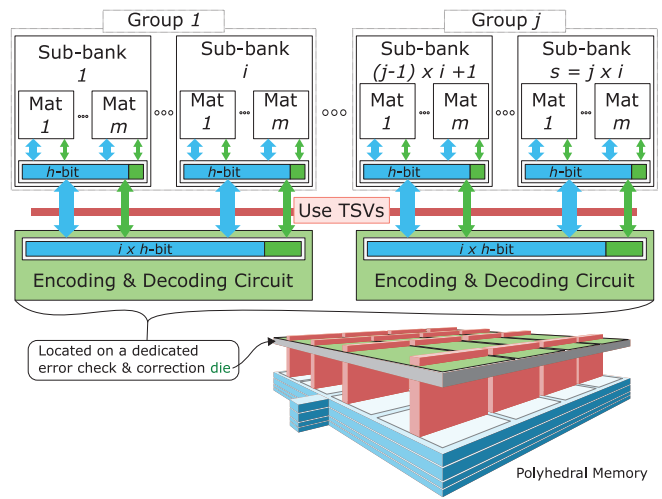 Group 1
Group j
Sub-bank
1
Sub-bank
i
Sub-bank
(j-1) x i +1
Sub-bank
s = j x i
Mat
1
Mat
m
Mat
1
Mat
m
Mat
1
Mat
m
Mat
1
Mat
m
h-bit
h-bit
h-bit
h-bit
Use TSVs
i x h-bit
i x h-bit
Encoding & Decoding Circuit
Encoding & Decoding Circuit
Located on a dedicated
error check & correction die
Polyhedral Memory